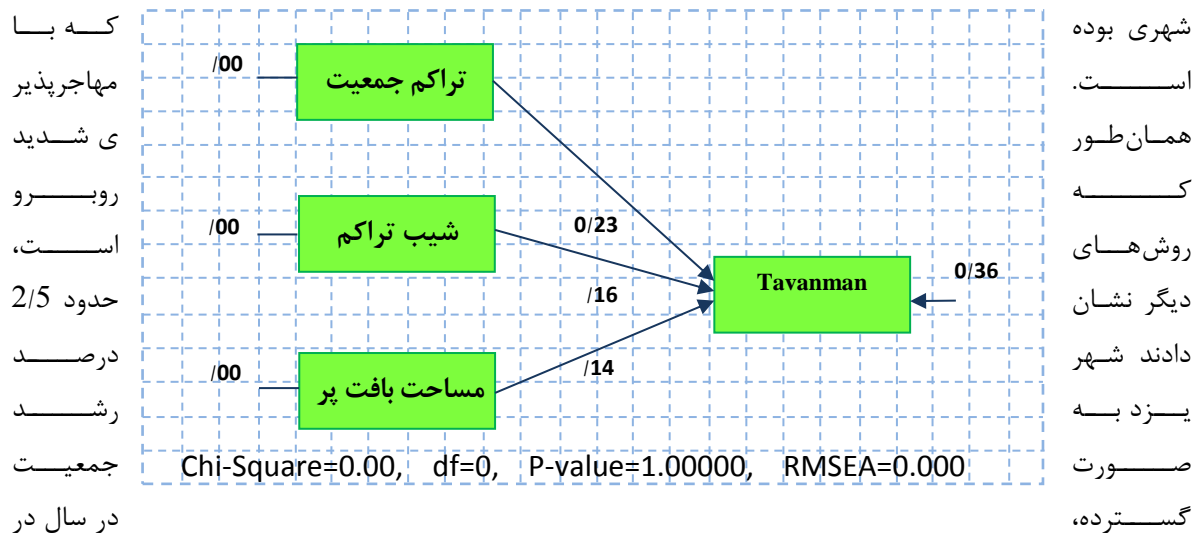 شهری بوده
است.
همان‌طور
که
روش‌های
دیگر نشان
دادند شهر
یزد به
صورت
گسترده،
/00
تراکم جمعیت
/00
شیب تراکم
/00
مساحت بافت پر
0/23
/16
/14
Tavanman
0/36
Chi-Square=0.00, df=0, P-value=1.00000, RMSEA=0.000
که با
مهاجرپذیر
ی شدید
روبرو
است،
حدود 2/5
درصد
رشد
جمعیت
در سال در